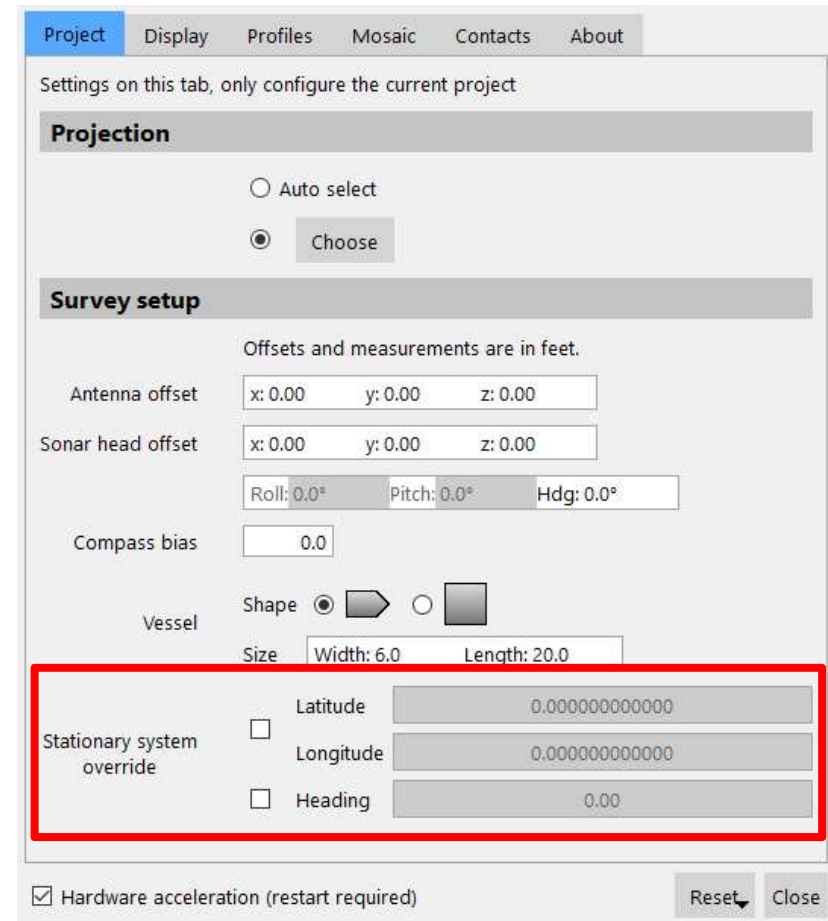 Project Display Profiles Mosaic Contacts About
Settings on this tab, only configure the current project
Projection
Auto select
Choose
Survey setup
Offsets and measurements are in feet.
Antenna offset x: 0.00 y: 0.00 z: 0.00
Sonar head offset x: 0.00 y: 0.00 z: 0.00
Roll: 0.0° Pitch: 0.0° Hdg: 0.0°
Compass bias 0.0
Vessel
Shape
Size Width: 6.0 Length: 20.0
Stationary system
override
Latitude 0.000000000000
Longitude 0.000000000000
Heading 0.00
Hardware acceleration (restart required) Reset Close